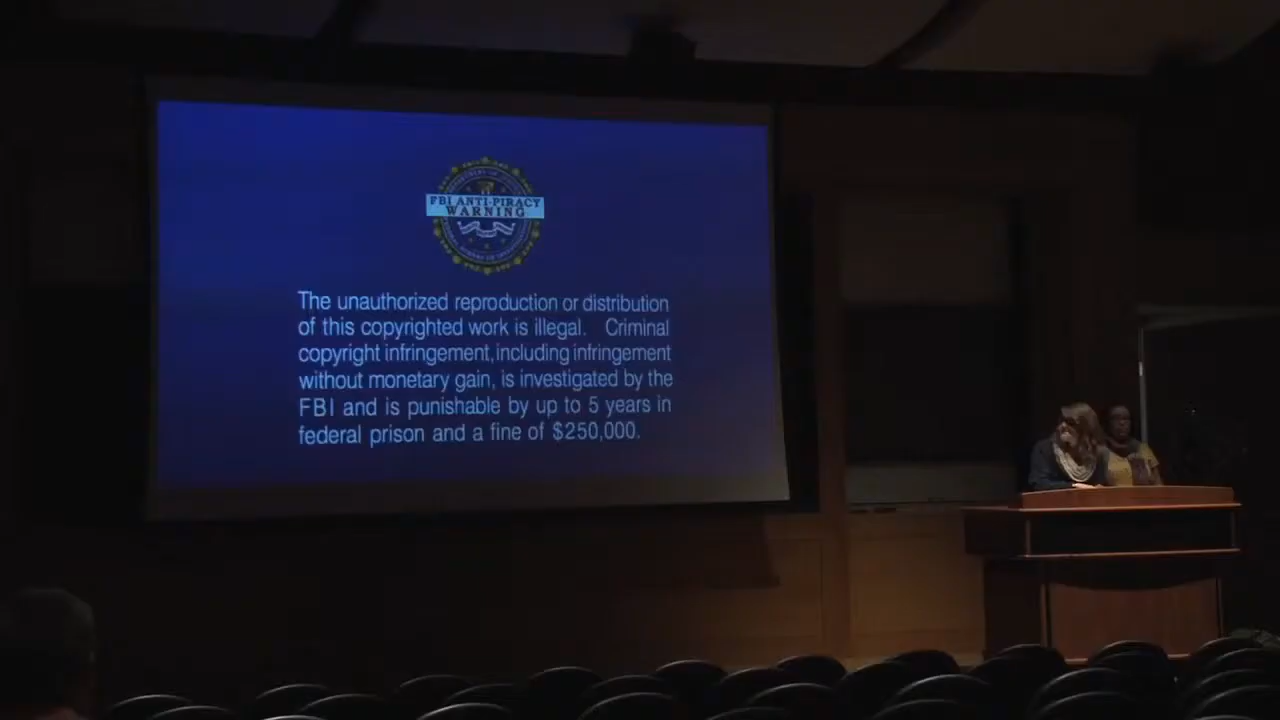 FBI ANTI-PIRACY
WARNING
The unauthorized reproduction or distribution
of this copyrighted work is illegal. Criminal
copyright infringement, including infringement
without monetary gain, is investigated by the
FBI and is punishable by up to 5 years in
federal prison and a fine of $250,000.